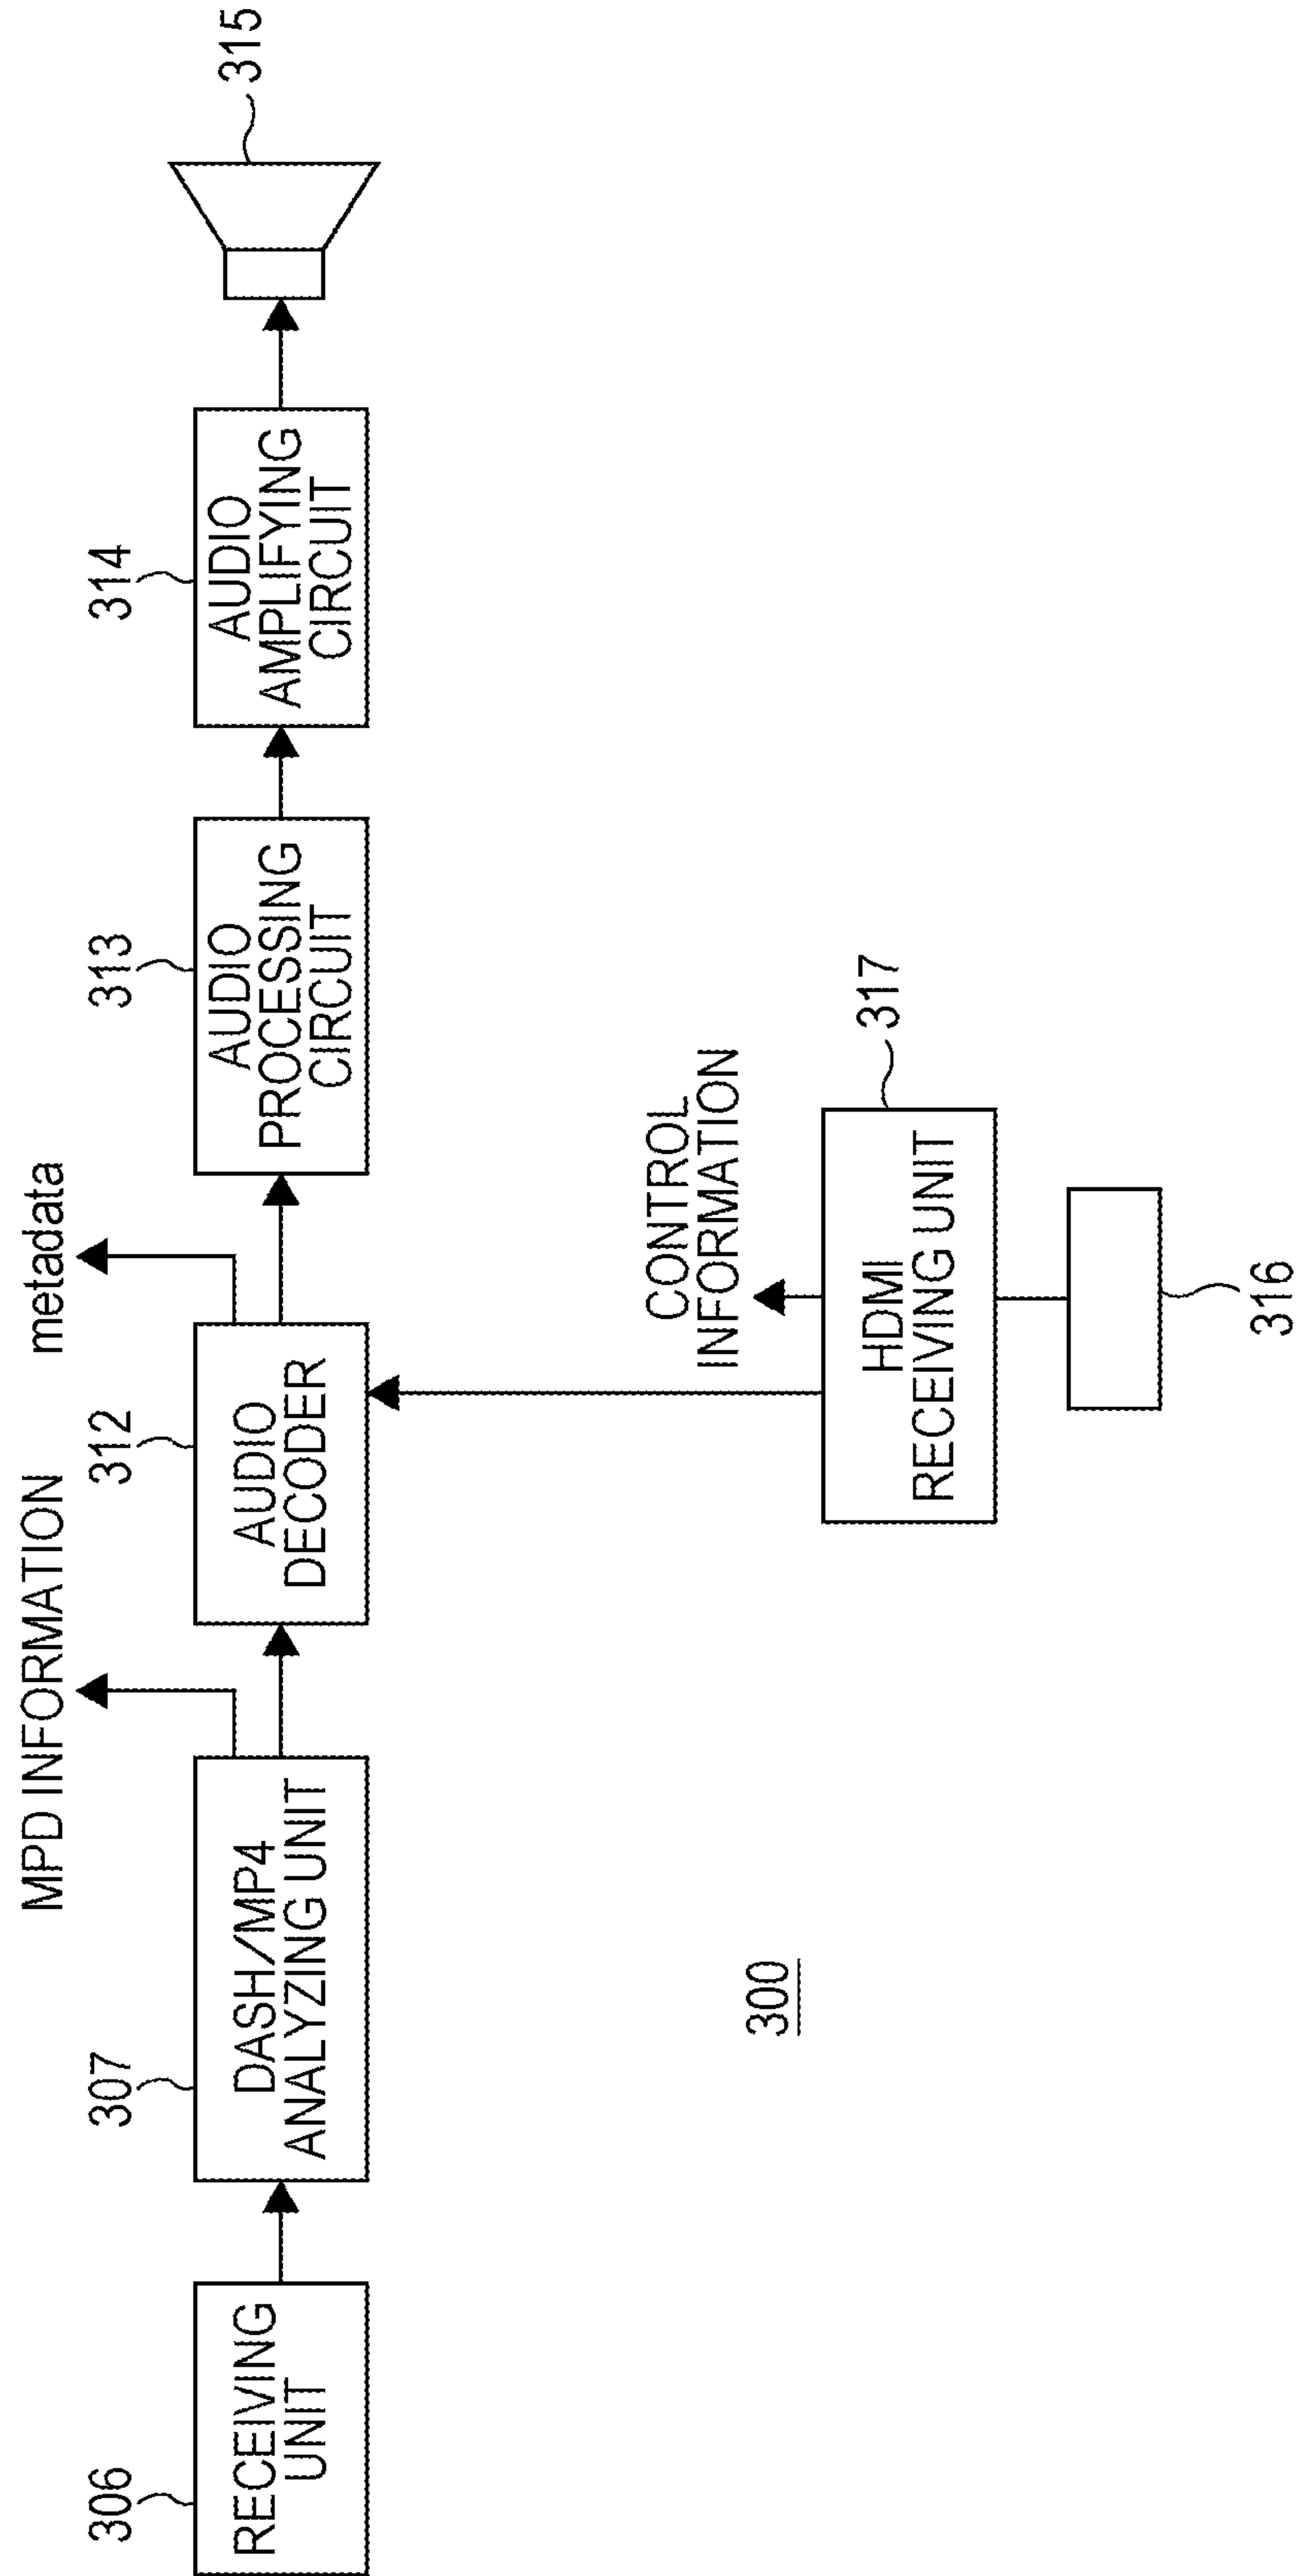 MPD INFORMATION
metadata
306
307
312
313
314
315
RECEIVING
UNIT
DASH/MP4
ANALYZING UNIT
AUDIO
DECODER
AUDIO
PROCESSING
CIRCUIT
AUDIO
AMPLIFYING
CIRCUIT
CONTROL
INFORMATION
300
317
HDMI
RECEIVING UNIT
316